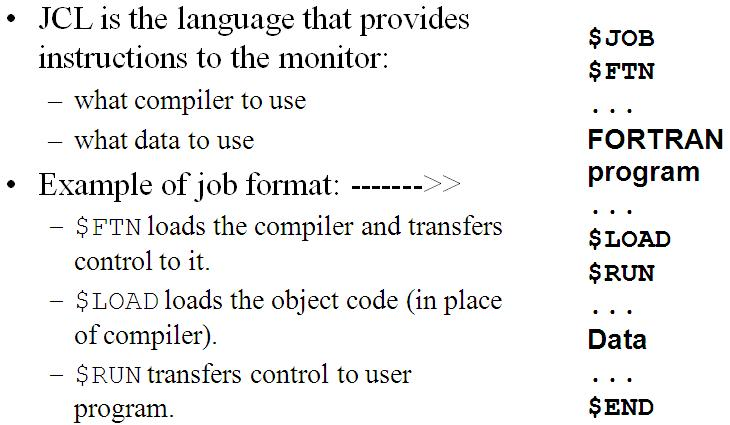 • JCL is the language that provides
instructions to the monitor:
– what compiler to use
– what data to use
• Example of job format: ------->>
– $FTN loads the compiler and transfers
control to it.
– $LOAD loads the object code (in place
of compiler).
– $RUN transfers control to user
program.
$JOB
$FTN
...
FORTRAN
program
...
$LOAD
$RUN
...
Data
...
$END